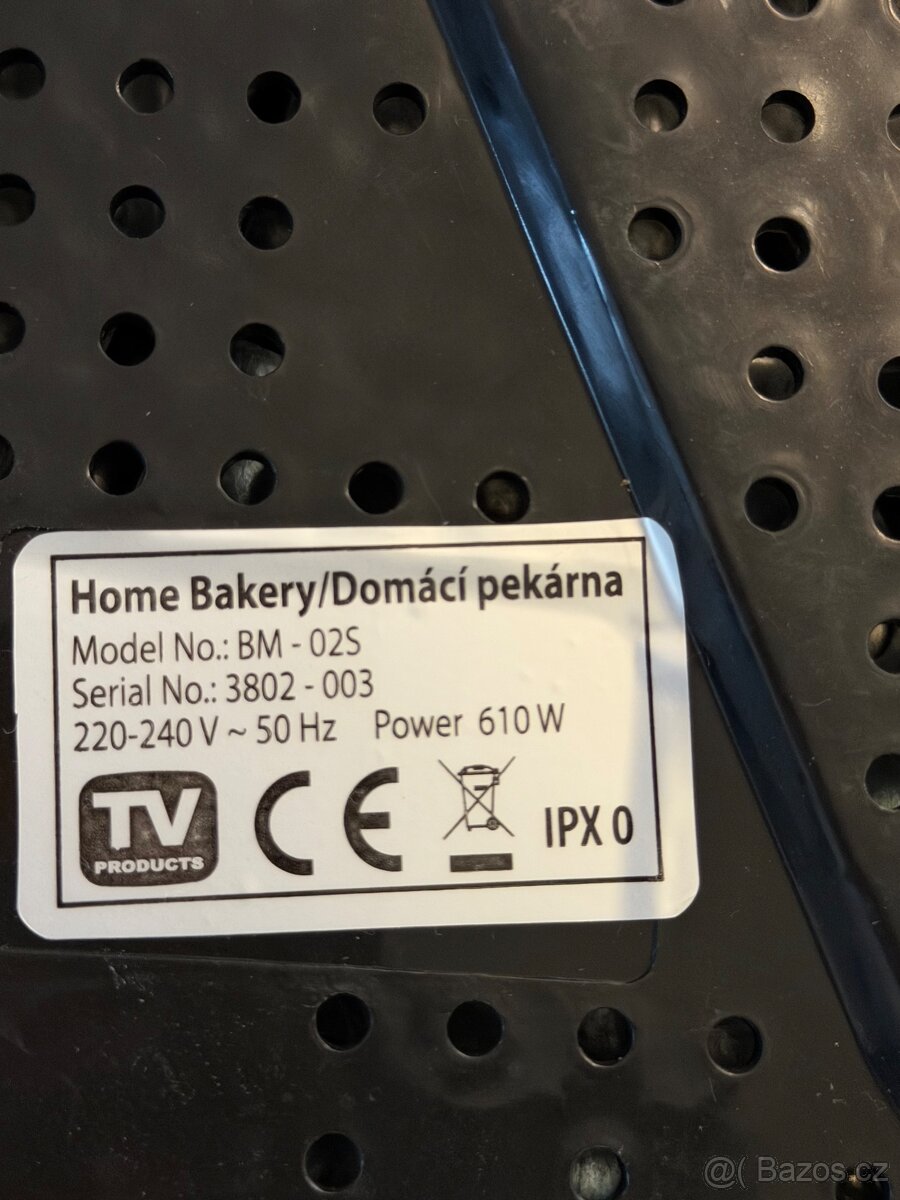 Home Bakery/Domácí pekárna
Model No.: BM - 02S
Serial No.: 3802 - 003
220-240 V ~ 50 Hz Power 610 W
TV
PRODUCTS
CE
IPX 0
@( Bazos.cz